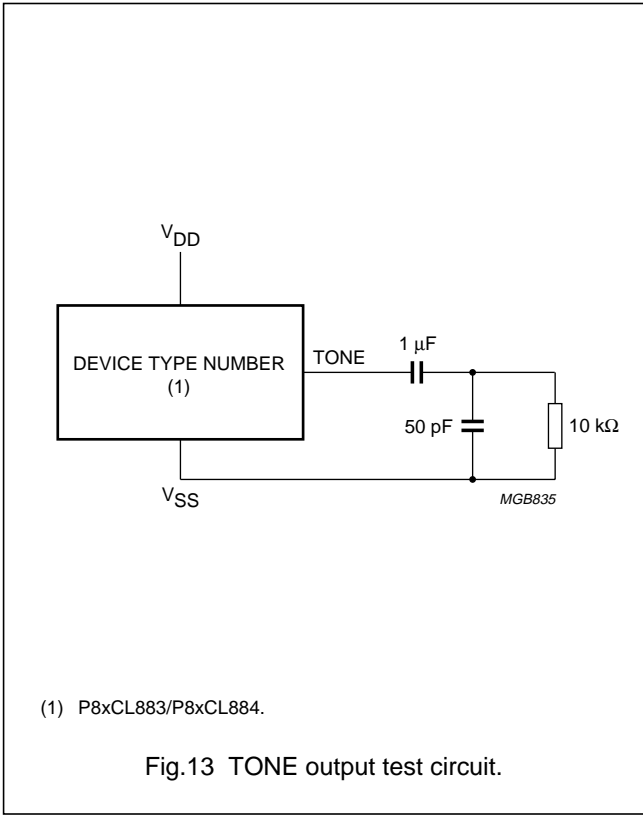 VDD
DEVICE TYPE NUMBER
(1)
TONE
1 μF
50 pF
10 kΩ
VSS
MGB835
(1) P8xCL883/P8xCL884.
Fig.13 TONE output test circuit.